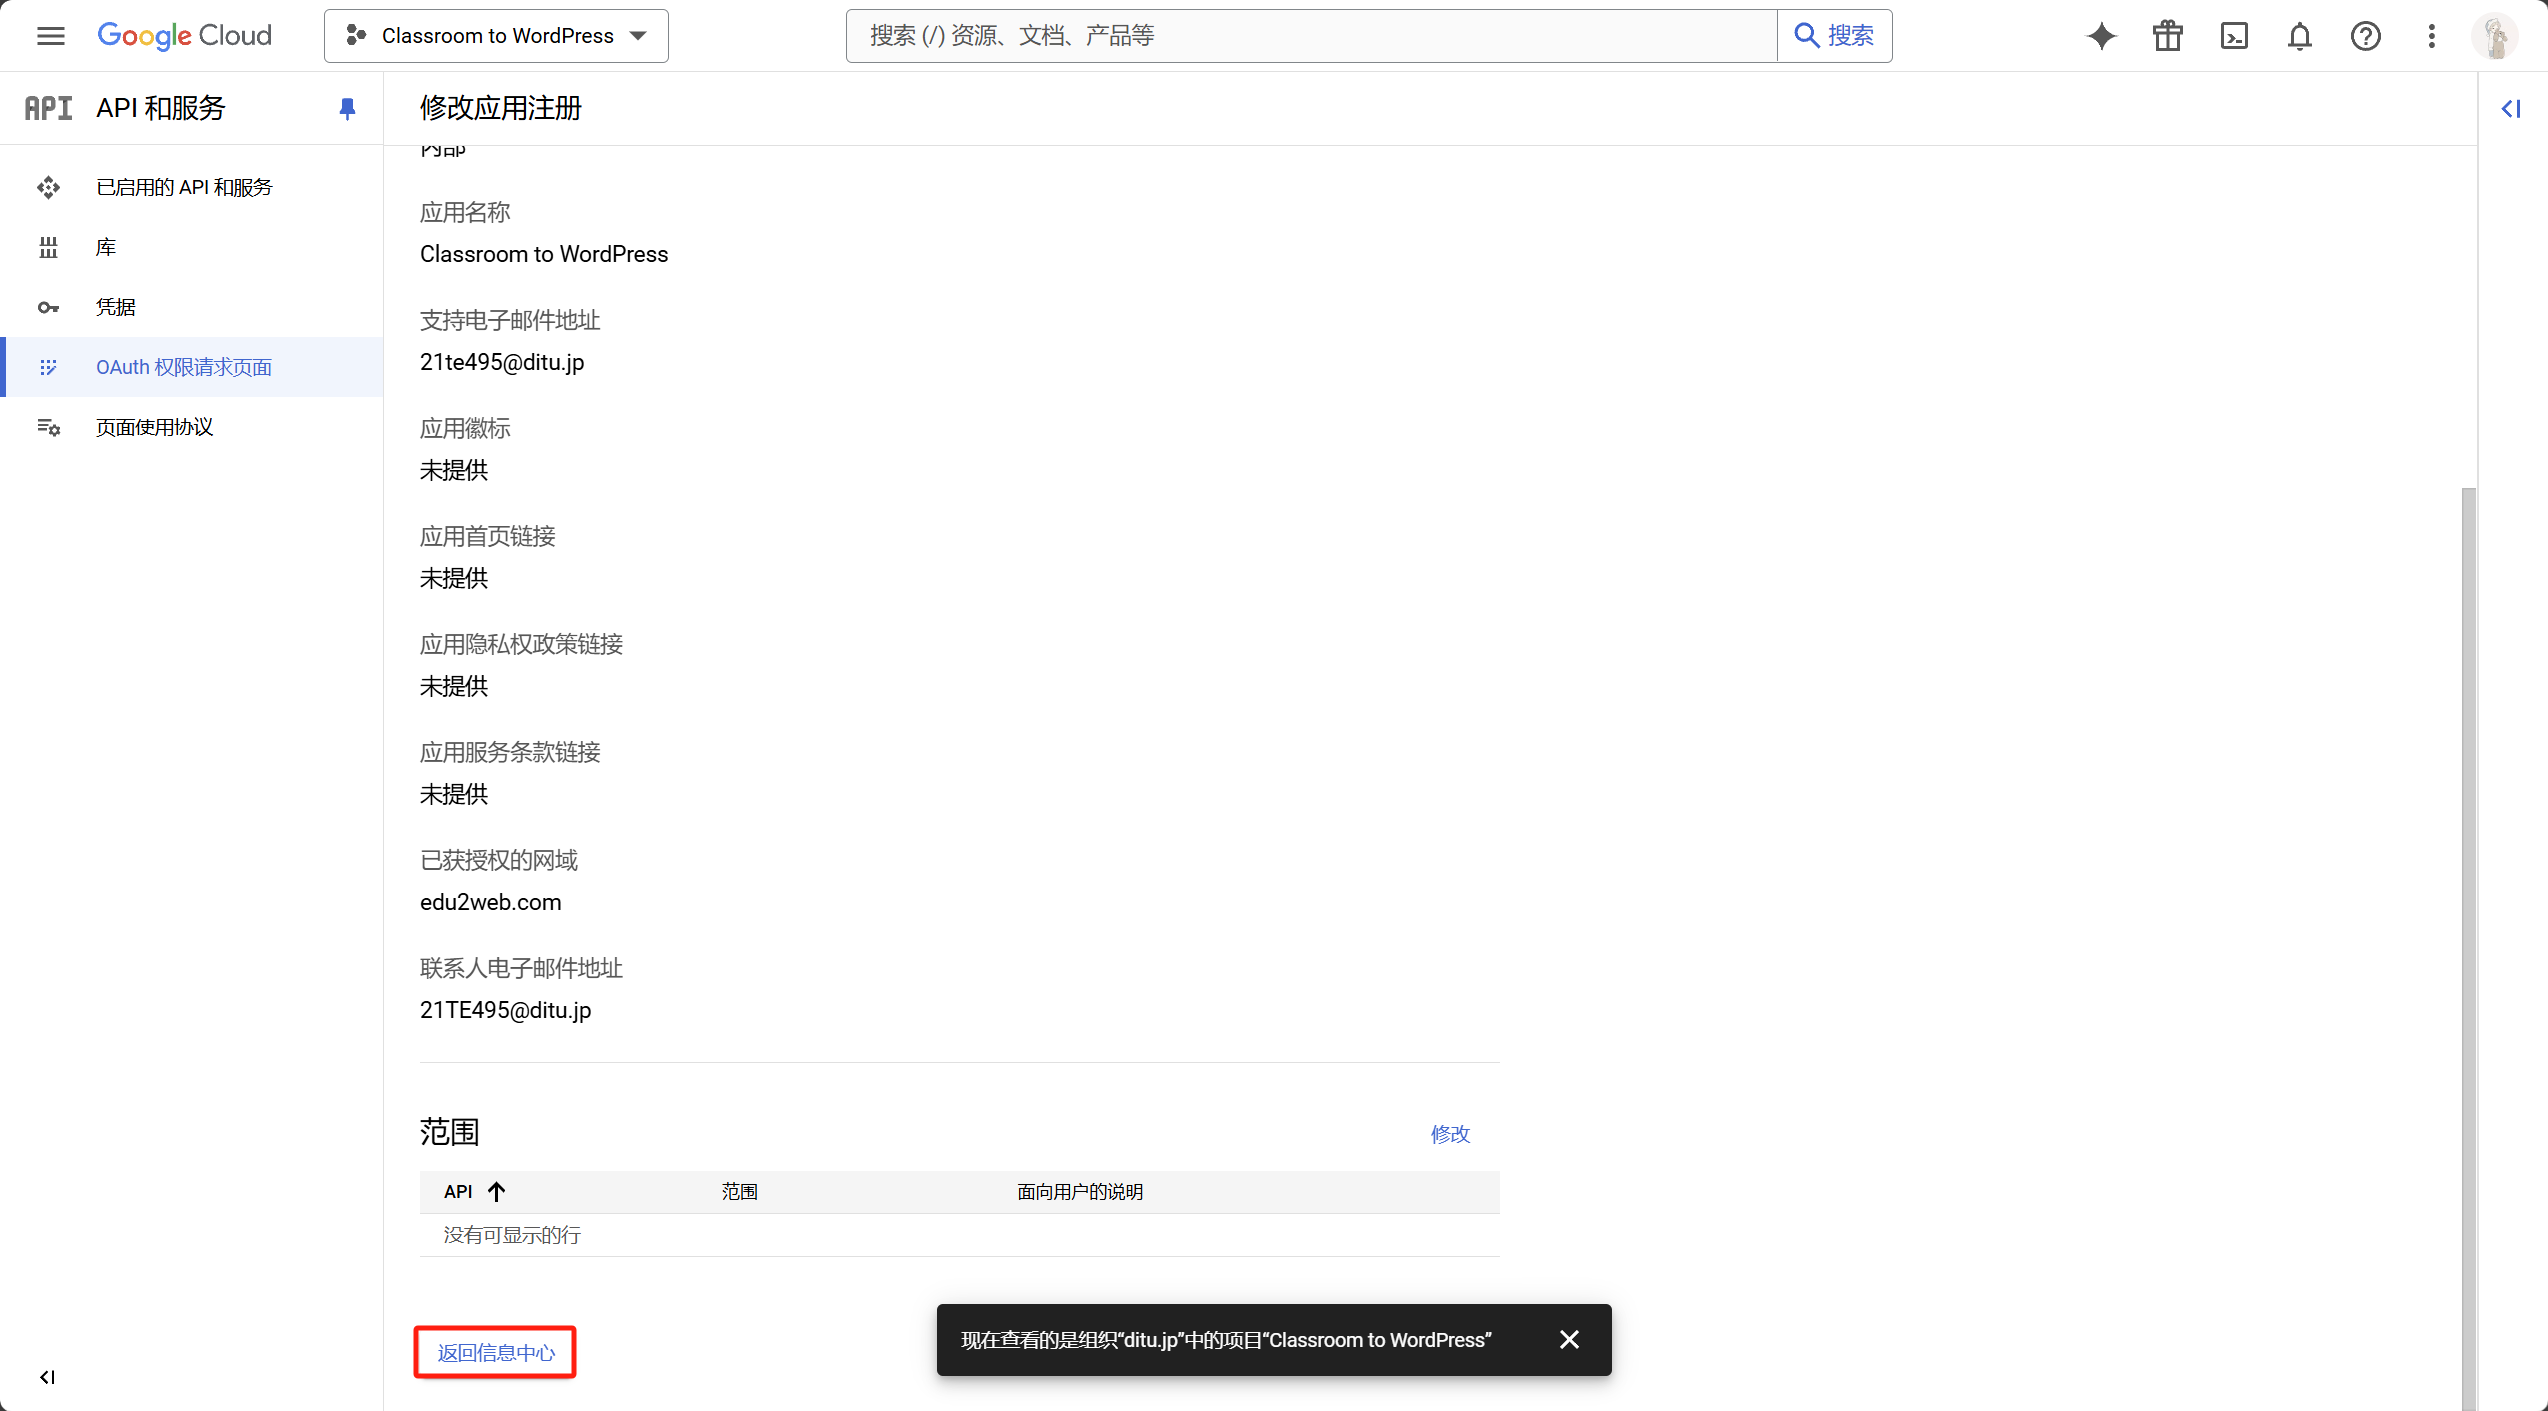 Google Cloud
Classroom to WordPress
搜索 (/) 资源、文档、产品等
搜索
API
API 和服务
修改应用注册
已启用的 API 和服务
库
凭据
OAuth 权限请求页面
页面使用协议
内部
应用名称
Classroom to WordPress
支持电子邮件地址
21te495@ditu.jp
应用徽标
未提供
应用首页链接
未提供
应用隐私权政策链接
未提供
应用服务条款链接
未提供
已获授权的网域
edu2web.com
联系人电子邮件地址
21TE495@ditu.jp
范围
修改
API 范围 面向用户的说明
没有可显示的行
返回信息中心
现在查看的是组织“ditu.jp”中的项目“Classroom to WordPress”